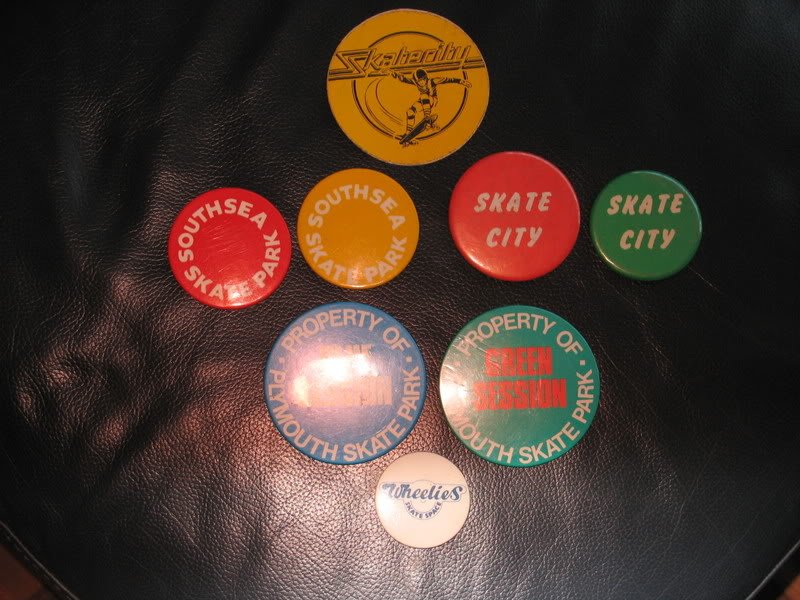 Skatecity
SOUTHSEA
SKATE PARK
SOUTHSEA
SKATE PARK
SKATE
CITY
SKATE
CITY
PROPERTY OF
PLYMOUTH SKATE PARK
PROPERTY OF
GREEN
SESSION
PLYMOUTH SKATE PARK
WheelieS
SKATE SPACE